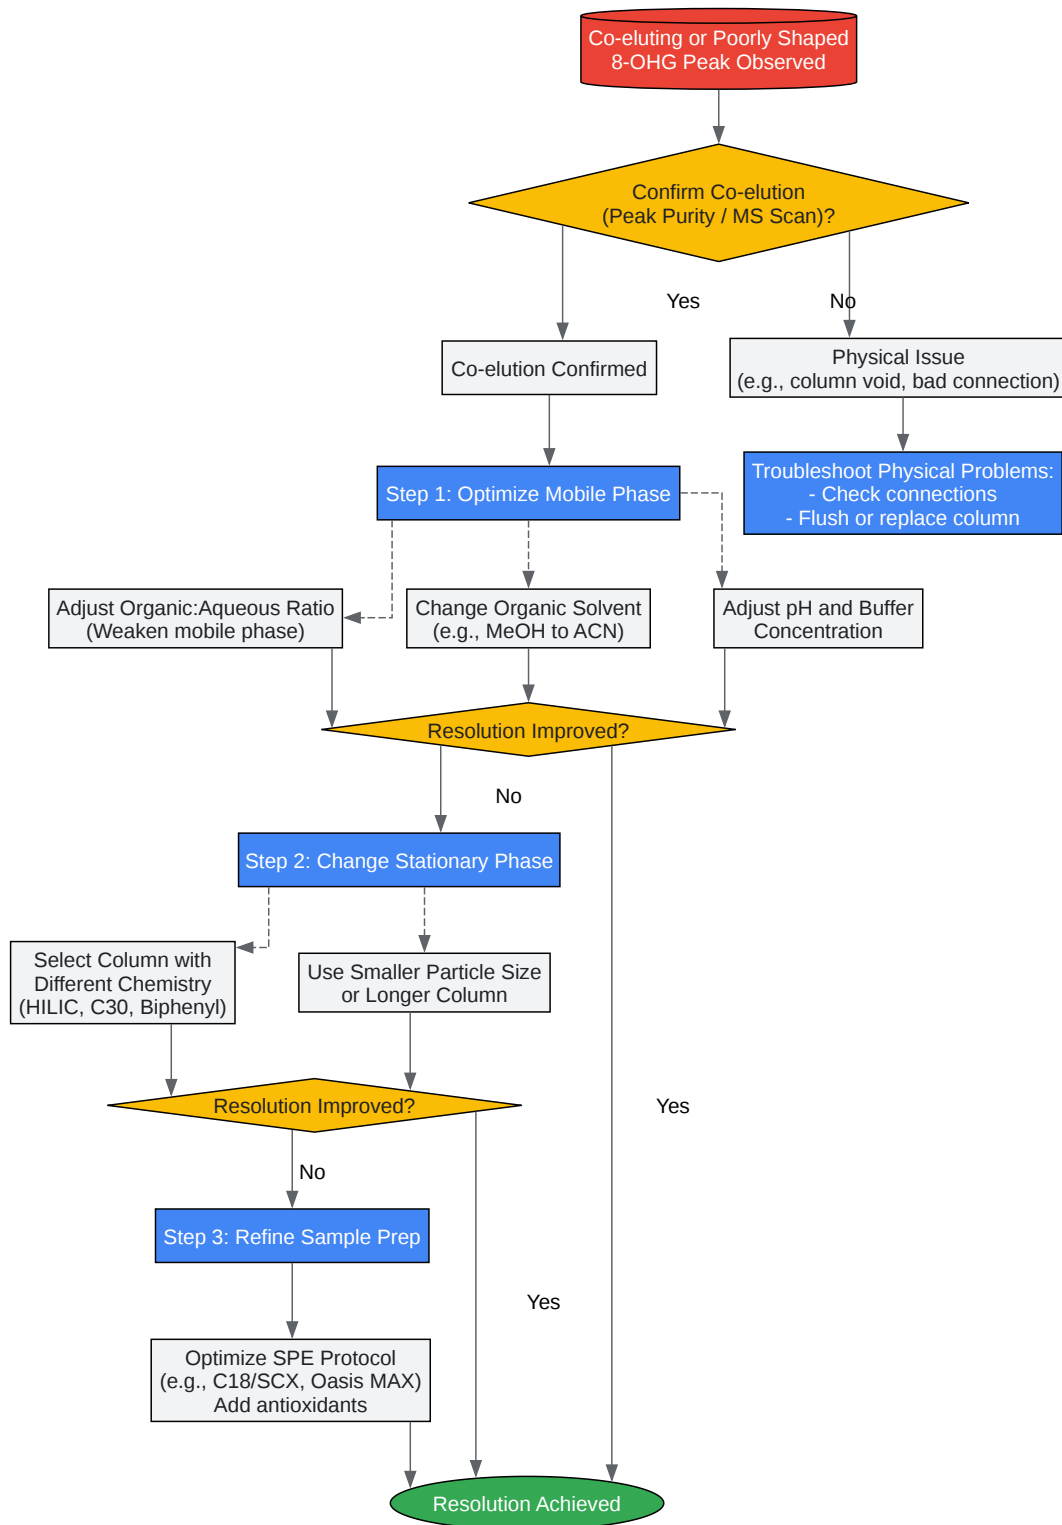 Co-eluting or Poorly Shaped
8-OHG Peak Observed
Confirm Co-elution
(Peak Purity / MS Scan)?
Yes
No
Co-elution Confirmed
Physical Issue
(e.g., column void, bad connection)
Step 1: Optimize Mobile Phase
Troubleshoot Physical Problems:
- Check connections
- Flush or replace column
Adjust Organic:Aqueous Ratio
(Weaken mobile phase)
Change Organic Solvent
(e.g., MeOH to ACN)
Adjust pH and Buffer
Concentration
Resolution Improved?
No
Step 2: Change Stationary Phase
Select Column with
Different Chemistry
(HILIC, C30, Biphenyl)
Use Smaller Particle Size
or Longer Column
Resolution Improved?
Yes
No
Step 3: Refine Sample Prep
Yes
Optimize SPE Protocol
(e.g., C18/SCX, Oasis MAX)
Add antioxidants
Resolution Achieved